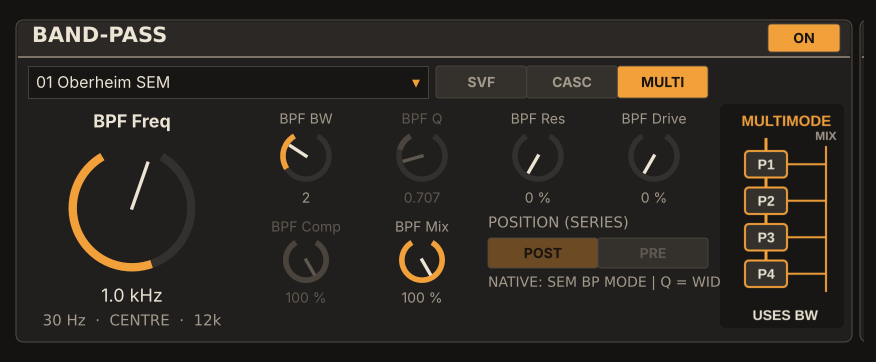 BAND-PASS
ON
01 Oberheim SEM
SVF
CASC
MULTI
BPF Freq
1.0 kHz
30 Hz · CENTRE · 12k
BPF BW
2
BPF Q
0.707
BPF Res
0 %
BPF Drive
0 %
BPF Comp
100 %
BPF Mix
100 %
POSITION (SERIES)
POST
PRE
NATIVE: SEM BP MODE | Q = WID
MULTIMODE
MIX
P1
P2
P3
P4
USES BW